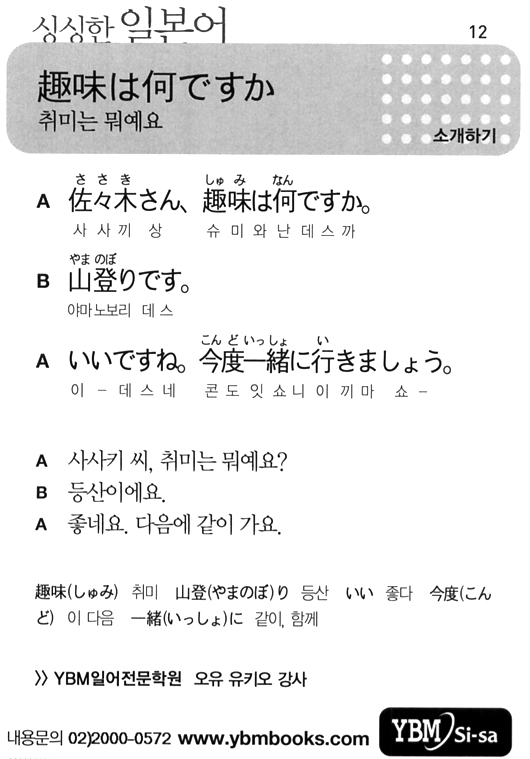 싱싱한 일본어
12
趣味は何ですか
취미는 뭐예요
소개하기
ささき しゅみ なん
A 佐々木さん、趣味は何ですか。
사사끼 상 슈미와난데스까
やま のぼ
B 山登りです。
야마노보리 데스
こんど いっしょ い
A いいですね。今度一緒に行きましょう。
이-데스네 콘도잇쇼니이끼마 쇼-
A 사사키 씨, 취미는 뭐예요?
B 등산이에요.
A 좋네요. 다음에 같이 가요.
趣味(しゅみ) 취미 山登(やまのぼ)り 등산 いい 좋다 今度(こん
ど) 이 다음 一緒(いっしょ)に 같이, 함께
>> YBM일어전문학원 오유 유키오 강사
내용문의 02)2000-0572 www.ybmbooks.com YBM Si-sa